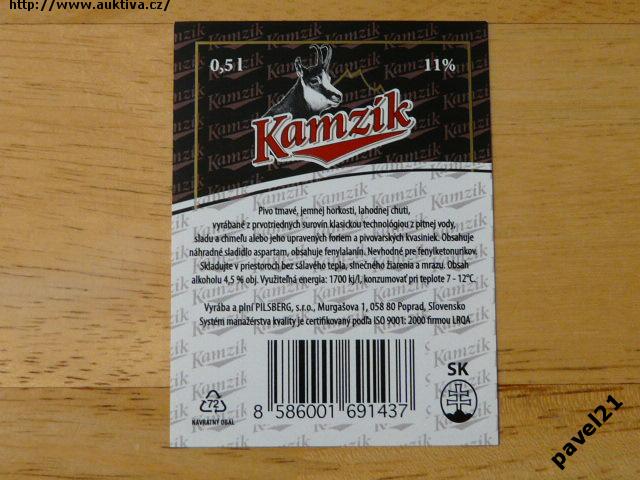 http://www.auktiva.cz/
0,5 l 11%
Kamzík
Pivo tmavé, jemnej horkosti, lahodnej chuti,
vyrábané z prvotriednych surovín klasickou technológiou z pitnej vody,
sladu a chmeľu alebo jeho upravených foriem a pivovarských kvasiniek. Obsahuje
náhradné sladidlo aspartam, obsahuje fenylalanín. Nevhodné pre fenylketonurikov.
Skladujte v priestoroch bez sálavého tepla, slnečného žiarenia a mrazu. Obsah
alkoholu 4,5 % obj. Využiteľná energia: 1700 kj/l, konzumovať pri teplote 7 - 12°C.
Vyrába a plní PILSBERG, s.r.o., Murgašova 1, 058 80 Poprad, Slovensko
Systém manažérstva kvality je certifikovaný podľa ISO 9001: 2000 firmou LRQA
SK
72
NÁVRATNÝ OBAL
8 586001 691437
pavel21